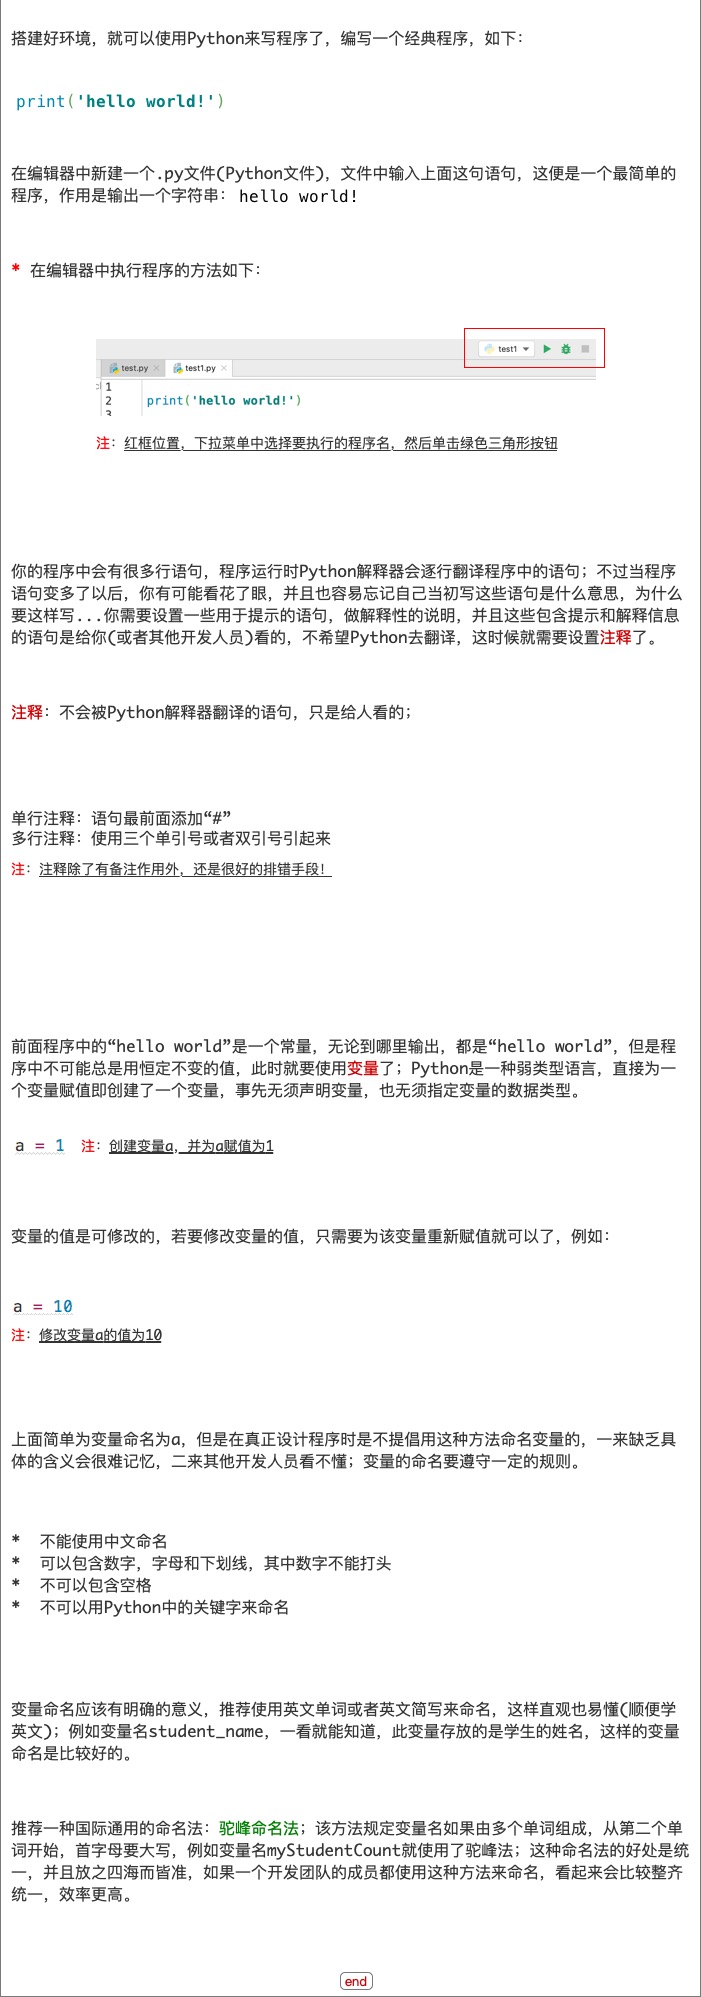 搭建好环境，就可以使用Python来写程序了，编写一个经典程序，如下：
print('hello world!')
在编辑器中新建一个.py文件(Python文件)，文件中输入上面这句语句，这便是一个最简单的
程序，作用是输出一个字符串： hello world!
* 在编辑器中执行程序的方法如下：
test1
test.py × test1.py ×
1
2 print('hello world!')
3
注：红框位置，下拉菜单中选择要执行的程序名，然后单击绿色三角形按钮
你的程序中会有很多行语句，程序运行时Python解释器会逐行翻译程序中的语句；不过当程序
语句变多了以后，你有可能看花了眼，并且也容易忘记自己当初写这些语句是什么意思，为什么
要这样写...你需要设置一些用于提示的语句，做解释性的说明，并且这些包含提示和解释信息
的语句是给你(或者其他开发人员)看的，不希望Python去翻译，这时候就需要设置注释了。
注释：不会被Python解释器翻译的语句，只是给人看的；
单行注释：语句最前面添加“#”
多行注释：使用三个单引号或者双引号引起来
注：注释除了有备注作用外，还是很好的排错手段！
前面程序中的“hello world”是一个常量，无论到哪里输出，都是“hello world”，但是程
序中不可能总是用恒定不变的值，此时就要使用变量了；Python是一种弱类型语言，直接为一
个变量赋值即创建了一个变量，事先无须声明变量，也无须指定变量的数据类型。
a = 1 注：创建变量a，并为a赋值为1
变量的值是可修改的，若要修改变量的值，只需要为该变量重新赋值就可以了，例如：
a = 10
注：修改变量a的值为10
上面简单为变量命名为a，但是在真正设计程序时是不提倡用这种方法命名变量的，一来缺乏具
体的含义会很难记忆，二来其他开发人员看不懂；变量的命名要遵守一定的规则。
* 不能使用中文命名
* 可以包含数字，字母和下划线，其中数字不能打头
* 不可以包含空格
* 不可以用Python中的关键字来命名
变量命名应该有明确的意义，推荐使用英文单词或者英文简写来命名，这样直观也易懂(顺便学
英文)；例如变量名student_name，一看就能知道，此变量存放的是学生的姓名，这样的变量
命名是比较好的。
推荐一种国际通用的命名法：驼峰命名法；该方法规定变量名如果由多个单词组成，从第二个单
词开始，首字母要大写，例如变量名myStudentCount就使用了驼峰法；这种命名法的好处是统
一，并且放之四海而皆准，如果一个开发团队的成员都使用这种方法来命名，看起来会比较整齐
统一，效率更高。
end